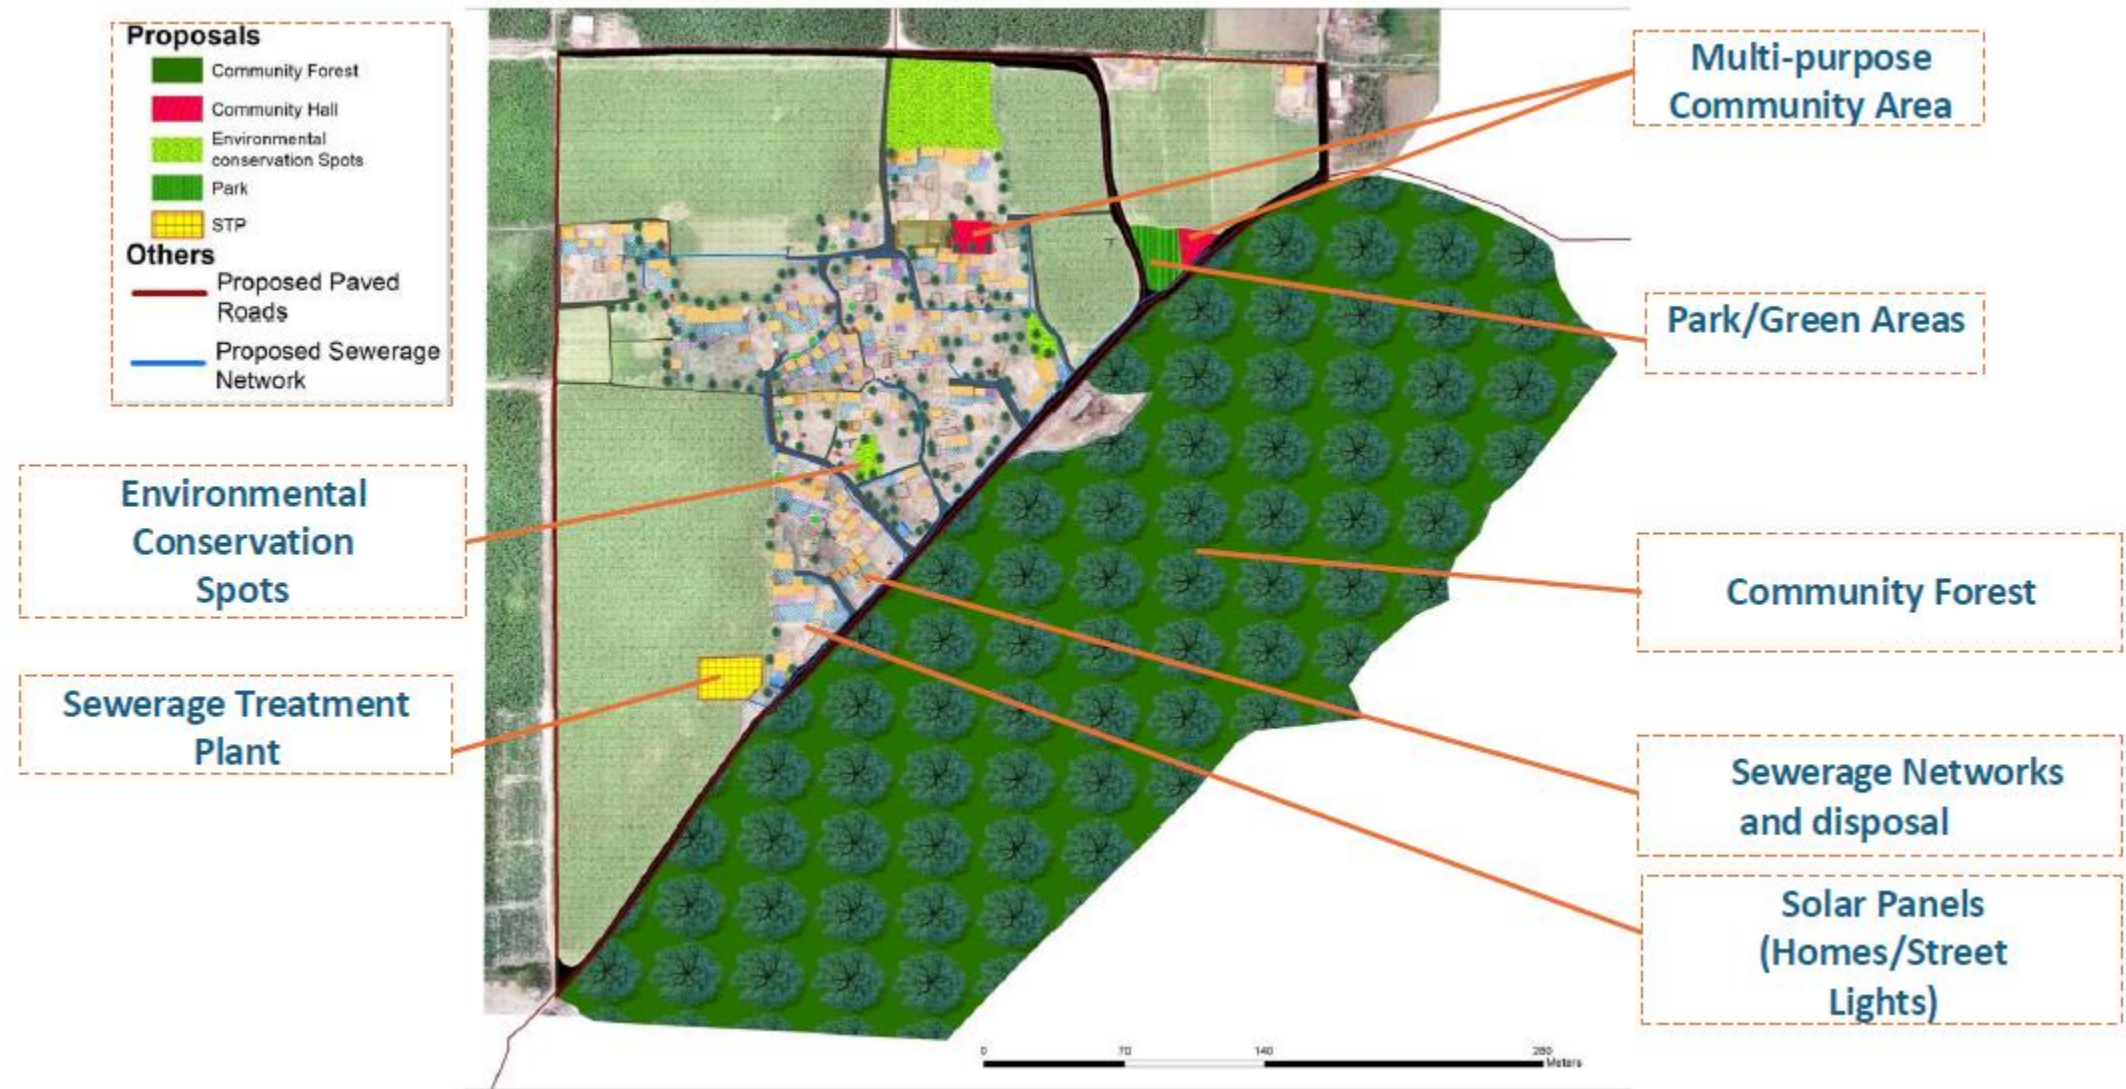 Proposals
Community Forest
Community Hall
Environmental
conservation Spots
Park
STP
Others
Proposed Paved
Roads
Proposed Sewerage
Network
Multi-purpose
Community Area
Park/Green Areas
Environmental
Conservation
Spots
Community Forest
Sewerage Treatment
Plant
Sewerage Networks
and disposal
Solar Panels
(Homes/Street
Lights)
0 70 140 280
Meters